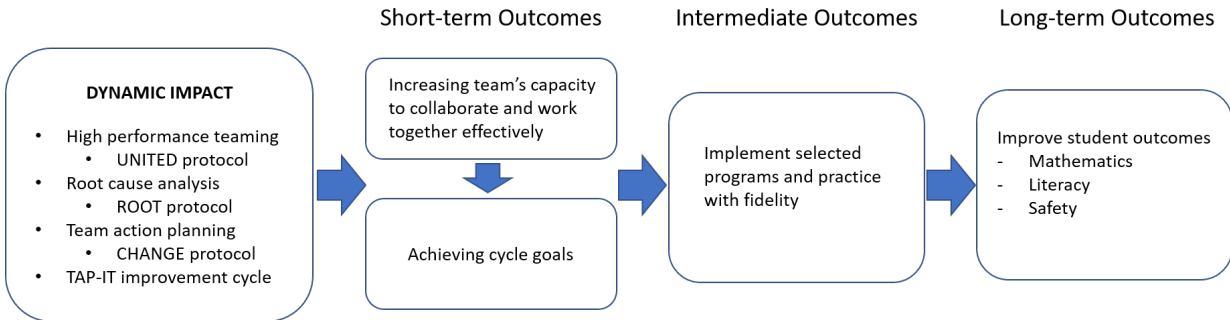 Short-term Outcomes
Intermediate Outcomes
Long-term Outcomes
DYNAMIC IMPACT
• High performance teaming
• UNITED protocol
• Root cause analysis
• ROOT protocol
• Team action planning
• CHANGE protocol
• TAP-IT improvement cycle
Increasing team's capacity
to collaborate and work
together effectively
Achieving cycle goals
Implement selected
programs and practice
with fidelity
Improve student outcomes
- Mathematics
- Literacy
- Safety